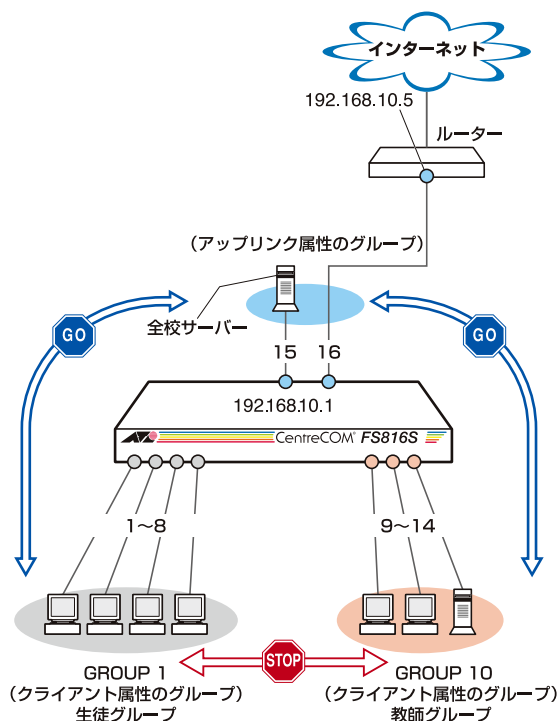 インターネット
192.168.10.5
ルーター
（アップリンク属性のグループ）
全校サーバー
GO
GO
15
16
192.168.10.1
CentreCOM® FS816S
1〜8
9〜14
STOP
GROUP 1
（クライアント属性のグループ）
生徒グループ
GROUP 10
（クライアント属性のグループ）
教師グループ